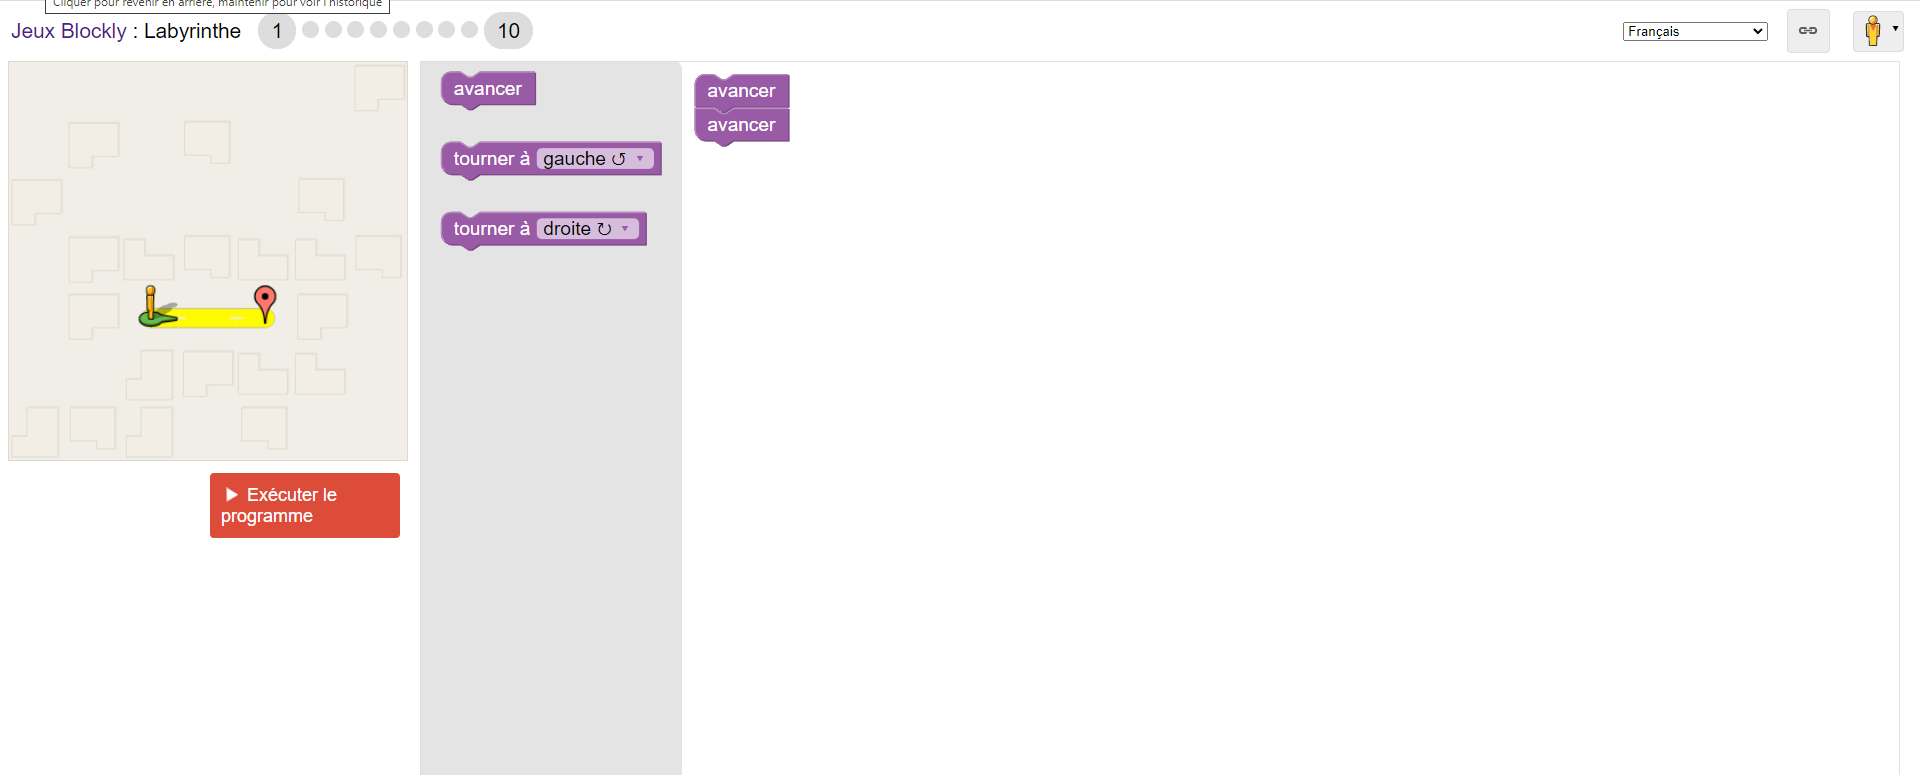 Cliquer pour revenir en arrière, maintenir pour voir l'historique
Jeux Blockly : Labyrinthe 1 10 Français
avancer
tourner à gauche ↺
tourner à droite ↻
avancer
avancer
Exécuter le
programme